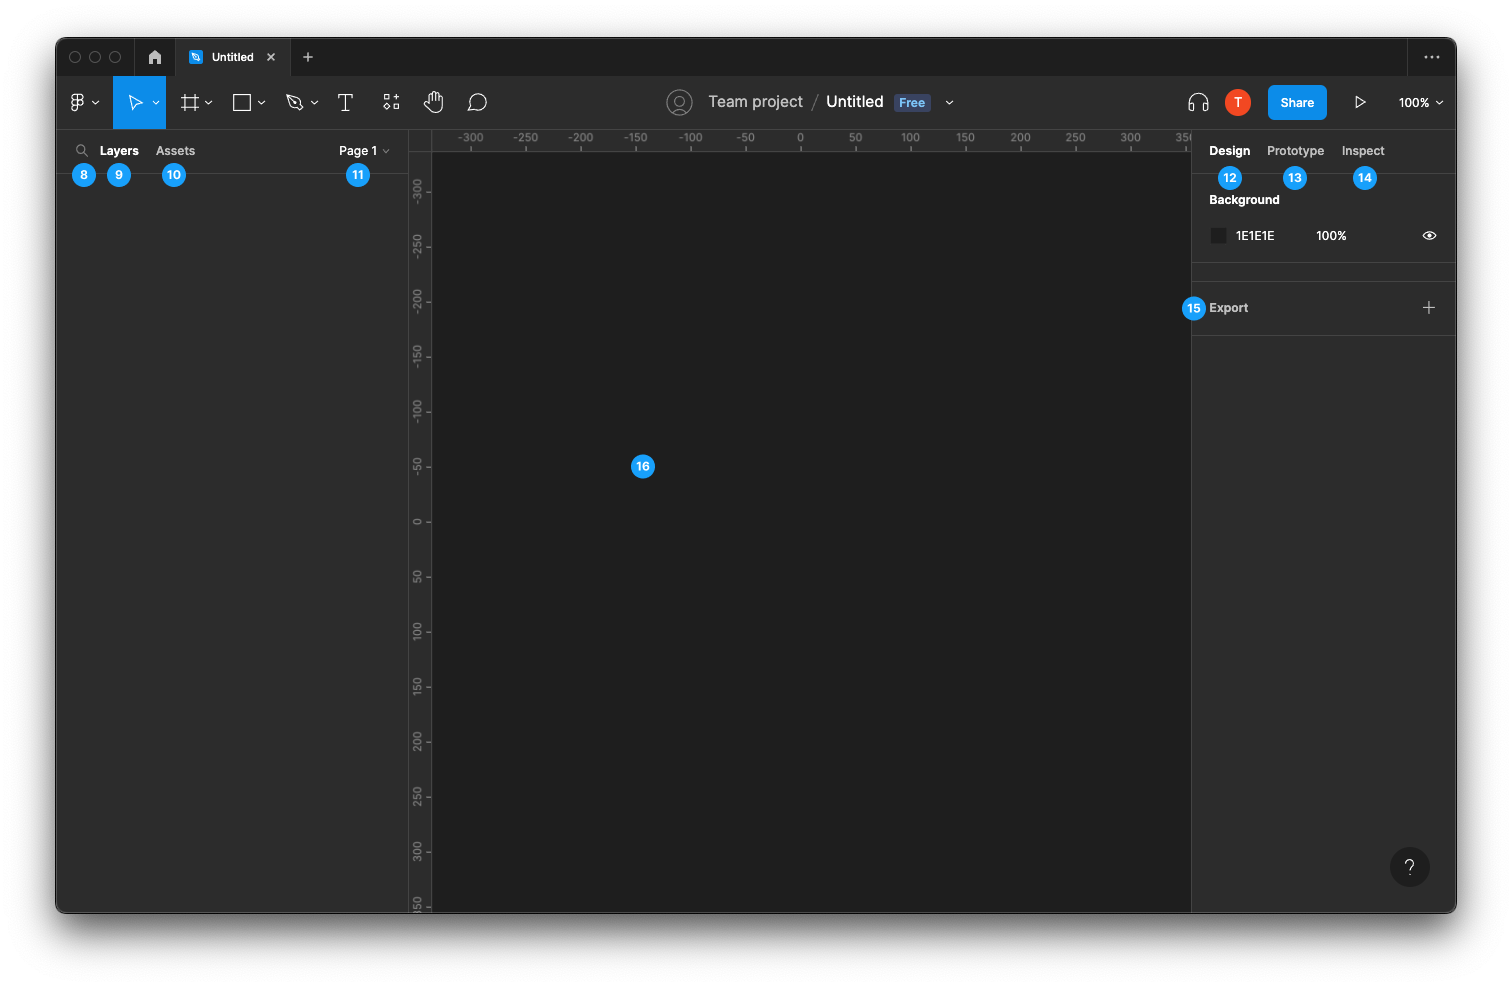 Untitled
Team project / Untitled Free
T
Share
100%
Layers Assets Page 1
8 9 10 11
-300 -250 -200 -150 -100 -50 0 50 100 150 200 250 300 350
Design Prototype Inspect
12 13 14
Background
1E1E1E 100%
15 Export
16
-300
-250
-200
-150
-100
-50
0
50
100
150
200
250
300
350
?